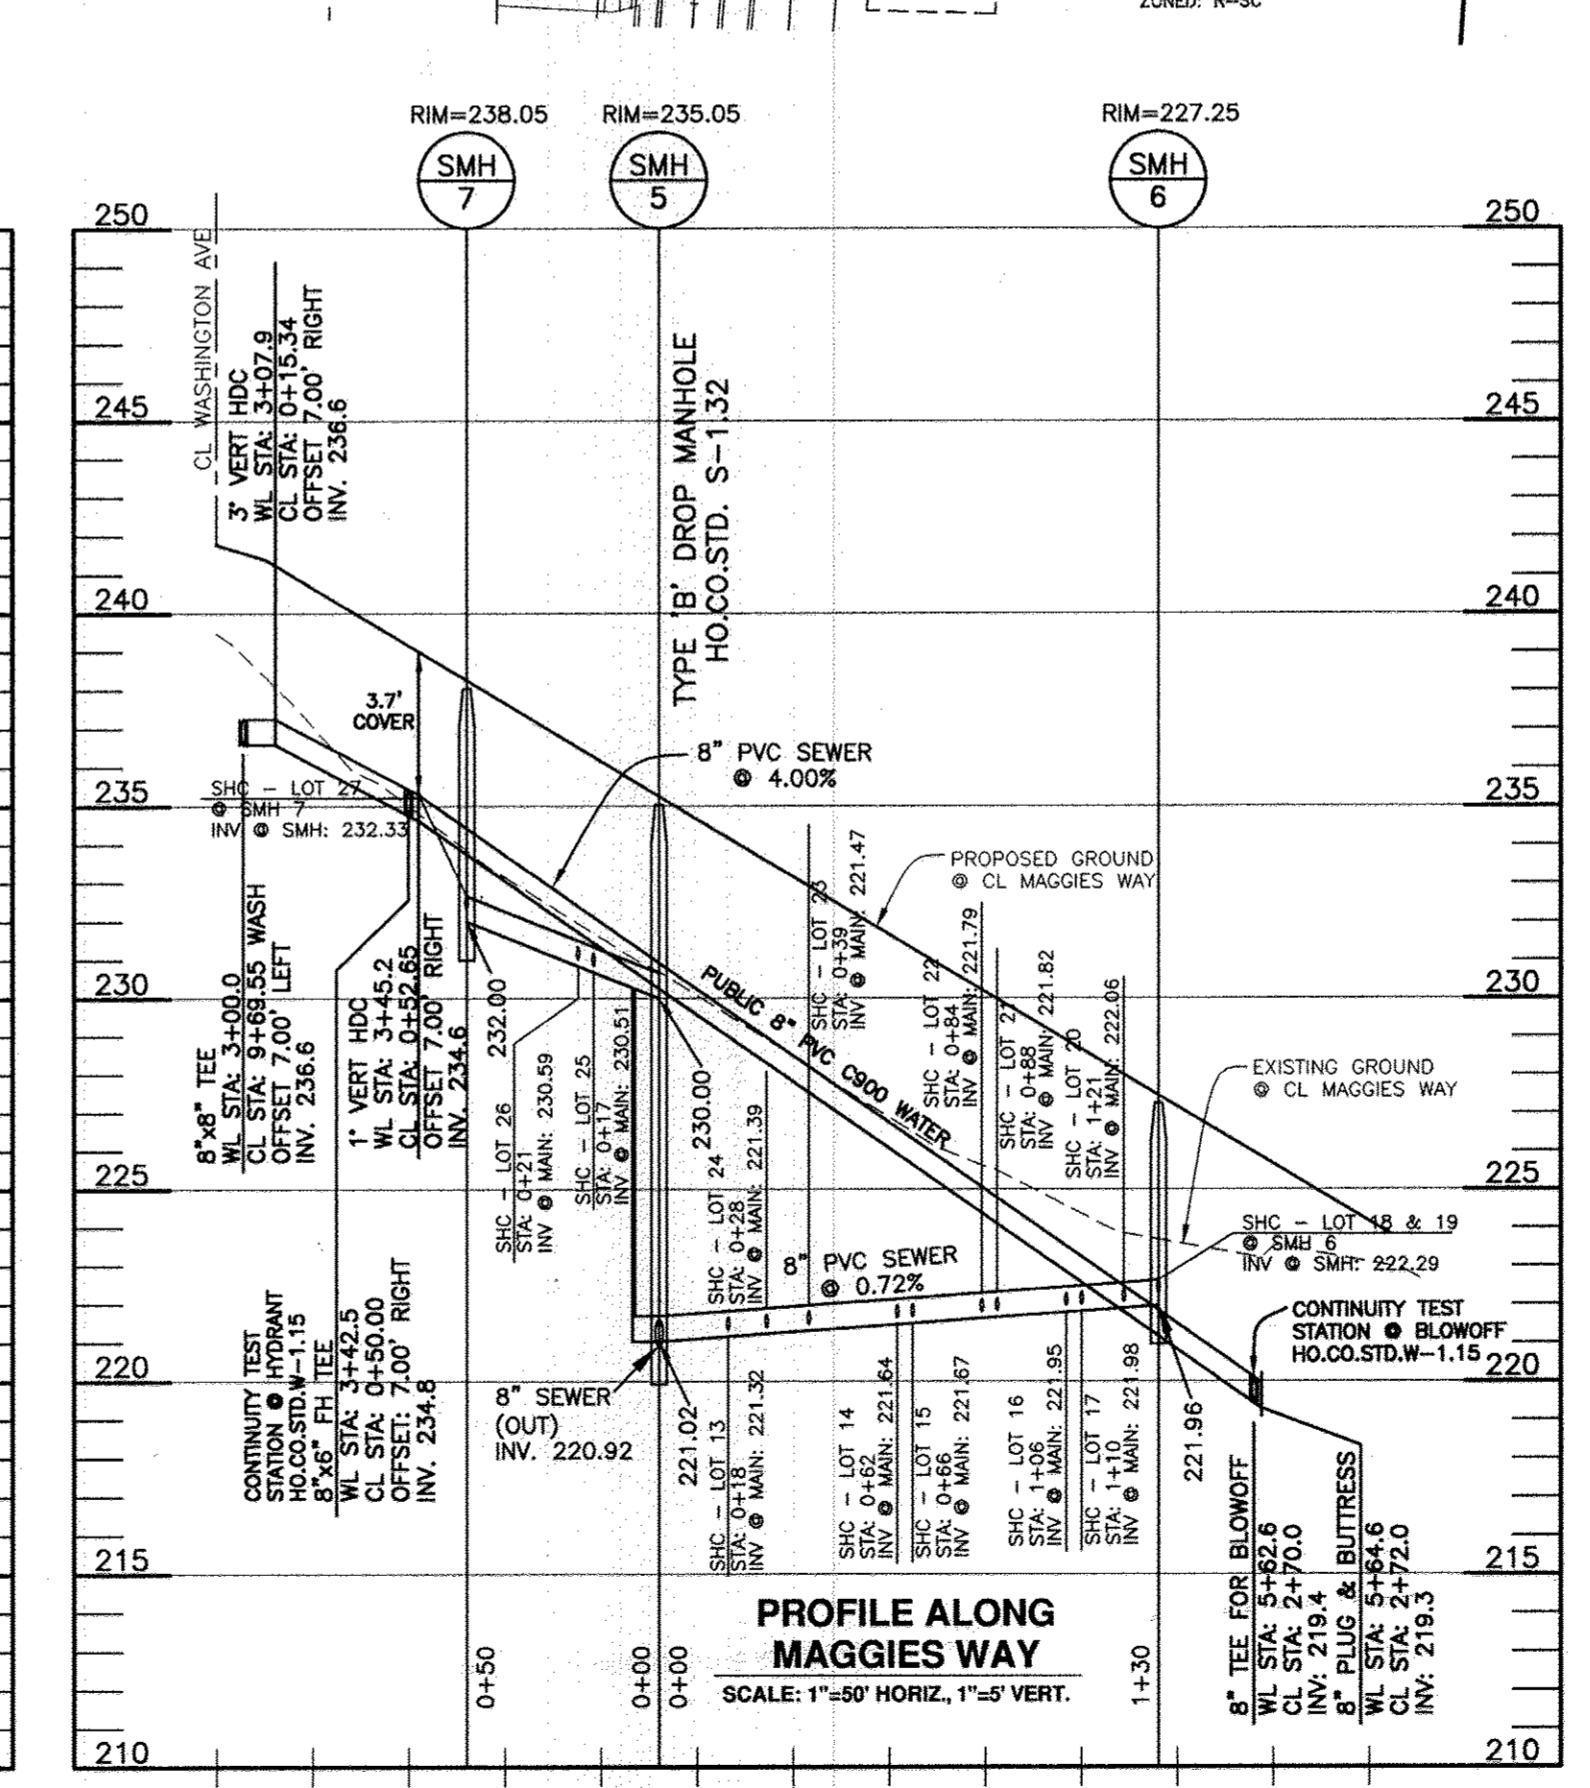 ZONED: R-SC
RIM=238.05
RIM=235.05
RIM=227.25
SMH
7
SMH
5
SMH
6
250
250
245
245
240
240
235
235
230
230
225
225
220
220
215
215
210
210
CL WASHINGTON AVE
3" VERT HDC
WL STA: 3+07.9
CL STA: 0+15.34
OFFSET 7.00' RIGHT
INV. 236.6
TYPE 'B' DROP MANHOLE
HO.CO.STD. S-1.32
3.7'
COVER
8" PVC SEWER
@ 4.00%
SHC - LOT 27
@ SMH 7
INV @ SMH: 232.33
PROPOSED GROUND
@ CL MAGGIES WAY
EXISTING GROUND
@ CL MAGGIES WAY
PUBLIC 8" PVC C900 WATER
8"x8" TEE
WL STA: 3+00.0
CL STA: 9+69.55 WASH
OFFSET 7.00' LEFT
INV. 236.6
1" VERT HDC
WL STA: 3+45.2
CL STA: 0+52.65
OFFSET 7.00' RIGHT
INV. 234.6
232.00
SHC - LOT 26
STA: 0+21
INV @ MAIN: 230.59
SHC - LOT 25
STA: 0+17
INV @ MAIN: 230.51
230.00
SHC - LOT 24
STA: 0+28
INV @ MAIN: 221.39
SHC - LOT 23
STA: 0+39
INV @ MAIN: 221.47
SHC - LOT 22
STA: 0+84
INV @ MAIN: 221.79
SHC - LOT 21
STA: 0+88
INV @ MAIN: 221.82
SHC - LOT 20
STA: 1+21
INV @ MAIN: 222.06
SHC - LOT 18 & 19
@ SMH 6
INV @ SMH: 222.29
8" PVC SEWER
@ 0.72%
CONTINUITY TEST
STATION @ BLOWOFF
HO.CO.STD.W-1.15
CONTINUITY TEST
STATION @ HYDRANT
HO.CO.STD.W-1.15
8"x6" FH TEE
WL STA: 3+42.5
CL STA: 0+50.00
OFFSET: 7.00' RIGHT
INV. 234.8
8" SEWER
(OUT)
INV. 220.92
221.02
SHC - LOT 13
STA: 0+18
INV @ MAIN: 221.32
SHC - LOT 14
STA: 0+62
INV @ MAIN: 221.64
SHC - LOT 15
STA: 0+66
INV @ MAIN: 221.67
SHC - LOT 16
STA: 1+06
INV @ MAIN: 221.95
SHC - LOT 17
STA: 1+10
INV @ MAIN: 221.98
221.96
8" TEE FOR BLOWOFF
WL STA: 5+62.6
CL STA: 2+70.0
INV: 219.4
8" PLUG & BUTTRESS
WL STA: 5+64.6
CL STA: 2+72.0
INV: 219.3
0+50
0+00
0+00
1+30
PROFILE ALONG
MAGGIES WAY
SCALE: 1"=50' HORIZ., 1"=5' VERT.